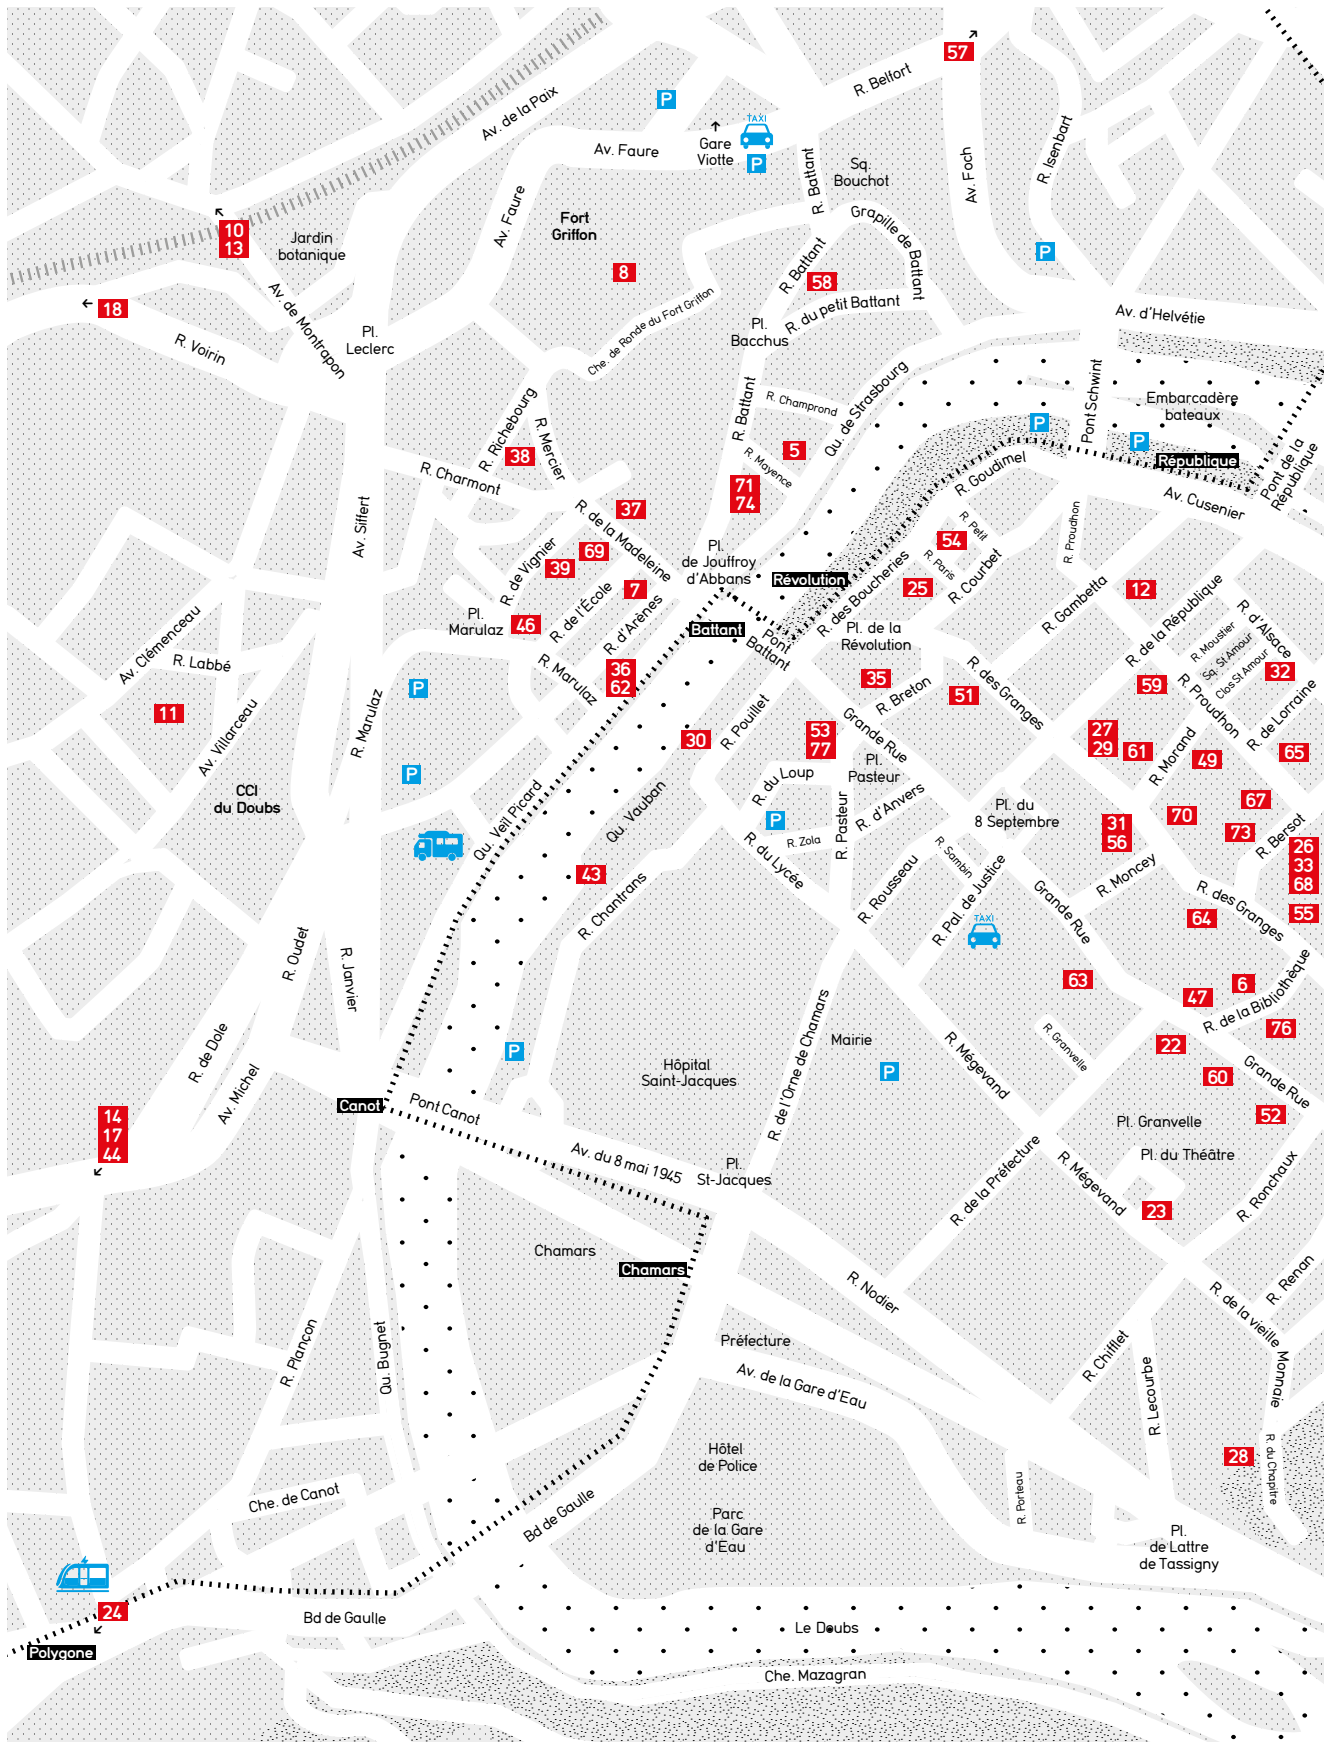 57
R. Belfort
P
Av. de la Paix
TAXI
Av. Faure
Gare
Viotte
P
R. Battant
Sq.
Bouchot
Av. Foch
R. Isenbart
Av. Faure
Fort
Griffon
Grapille de Battant
10
13
Jardin
botanique
P
8
R. Battant
58
18
Av. de Montrapon
Che. de Ronde du Fort Griffon
R. du petit Battant
Av. d'Helvétie
Pl.
Bacchus
Pl.
Leclerc
R. Voirin
Qu. de Strasbourg
Pont Schwint
Embarcadère
bateaux
R. Battant
R. Champrond
R. Richebourg
R. Mercier
P
P
5
38
R. Mayence
République
Pont de la
République
R. Charmont
R. Goudimel
71
74
Av. Cusenier
Av. Siffert
37
R. de la Madeleine
R. Petit
54
R. Proudhon
69
R. de Vignier
39
Pl.
de Jouffroy
d'Abbans
Révolution
R. des Boucheries
R. Paris
R. Courbet
25
7
R. de l'École
R. d'Arènes
R. Gambetta
12
R. de la République
R. d'Alsace
Av. Clémenceau
Pl.
Marulaz
46
Battant
Pont
Battant
Pl. de la
Révolution
R. Moustier
Sq. St Amour
Clos St Amour
R. Labbé
R. Marulaz
36
62
35
R. Breton
R. des Granges
51
59
32
R. Proudhon
R. de Lorraine
P
11
Av. Villarceau
R. Marulaz
30
R. Pouillet
53
77
Grande Rue
27
29
61
R. Morand
49
65
P
CCI
du Doubs
Pl.
Pasteur
R. du Loup
R. d'Anvers
Pl. du
8 Septembre
67
70
Qu. Veil Picard
Qu. Vauban
P
R. Zola
R. Pasteur
31
56
73
R. Bersot
26
33
68
43
R. du Lycée
R. Sambin
R. Rousseau
R. Pal. de Justice
R. Moncey
R. Chantrans
Grande Rue
R. des Granges
64
55
TAXI
R. Oudet
R. Janvier
63
6
47
R. de la Bibliothèque
R. de l'Orne de Chamars
Mairie
76
R. de Dole
P
Hôpital
Saint-Jacques
P
R. Mégevand
R. Granvelle
22
60
Grande Rue
Av. Michel
Canot
Pont Canot
14
17
44
52
Pl. Granvelle
Av. du 8 mai 1945
Pl.
St-Jacques
R. de la Préfecture
R. Mégevand
Pl. du Théâtre
R. Ronchaux
23
Chamars
Chamars
R. Nodier
R. de la vieille Monnaie
R. Renan
R. Plançon
Qu. Bugnet
Préfecture
Av. de la Gare d'Eau
R. Chifflet
R. Lecourbe
Hôtel
de Police
28
R. du Chapitre
Che. de Canot
Bd de Gaulle
R. Porteau
Parc
de la Gare
d'Eau
Pl.
de Lattre
de Tassigny
24
Bd de Gaulle
Le Doubs
Polygone
Che. Mazagran